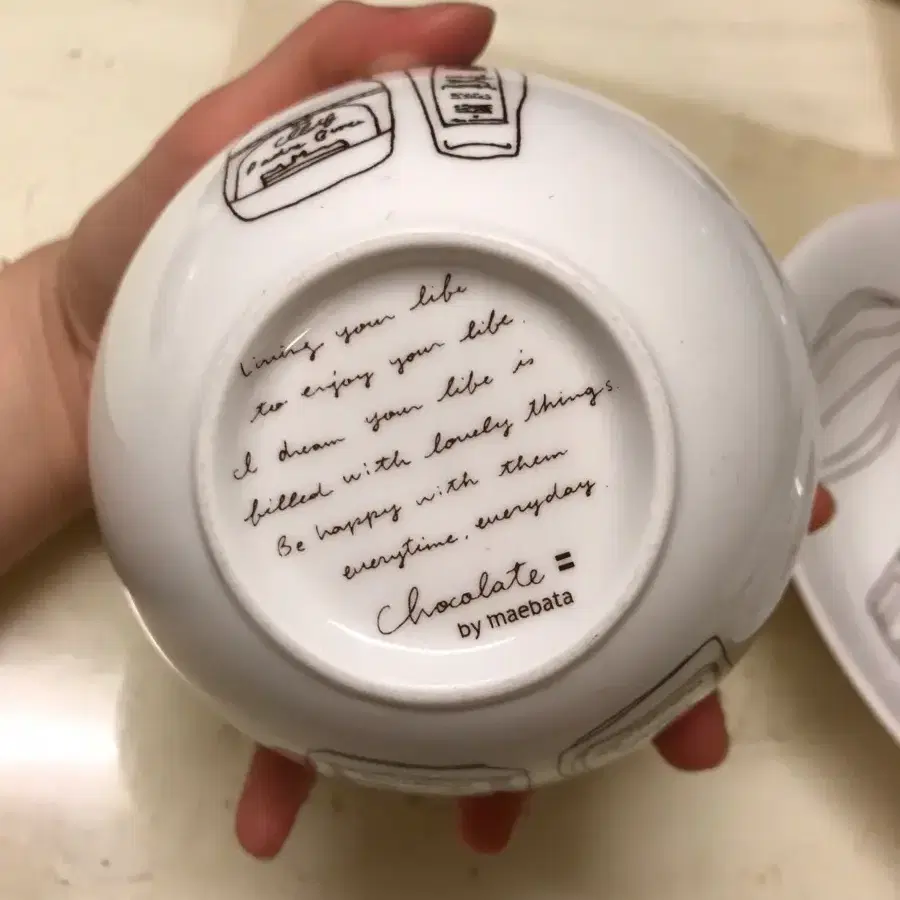 Living your life
to enjoy your life.
I dream your life is
filled with lovely things.
Be happy with them
everytime, everyday.
Chocolate =
by maebata